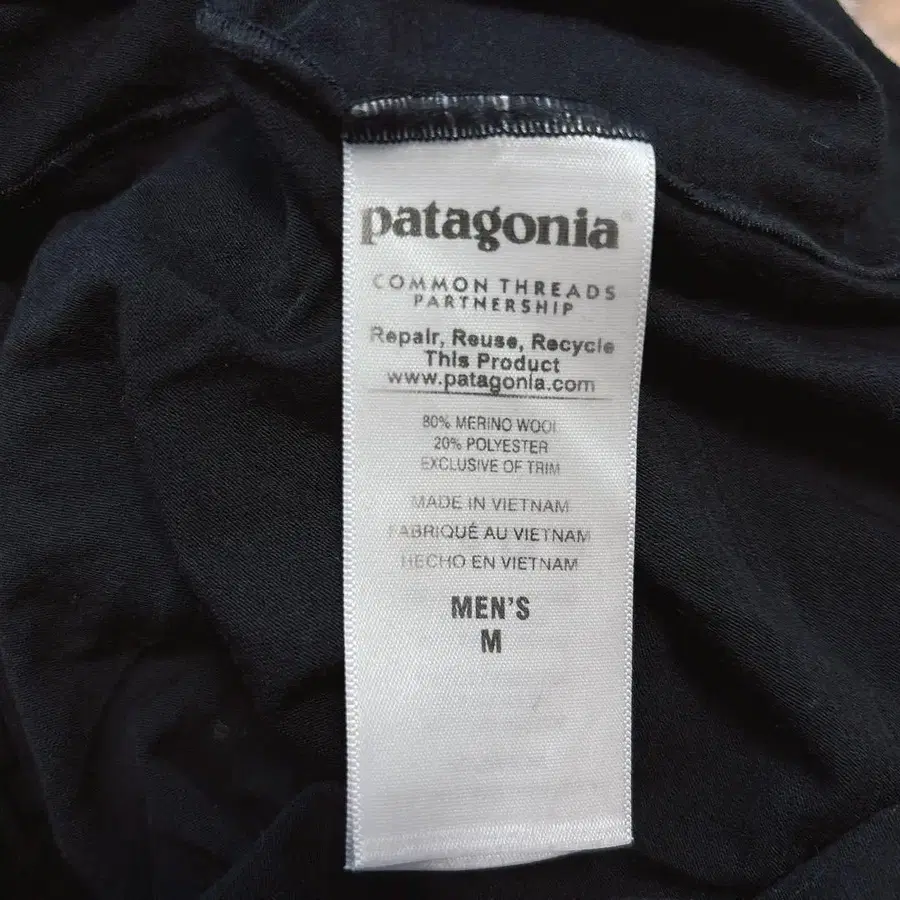 patagonia
COMMON THREADS
PARTNERSHIP
Repair, Reuse, Recycle
This Product
www.patagonia.com
80% MERINO WOOL
20% POLYESTER
EXCLUSIVE OF TRIM
MADE IN VIETNAM
FABRIQUÉ AU VIETNAM
HECHO EN VIETNAM
MEN'S
M